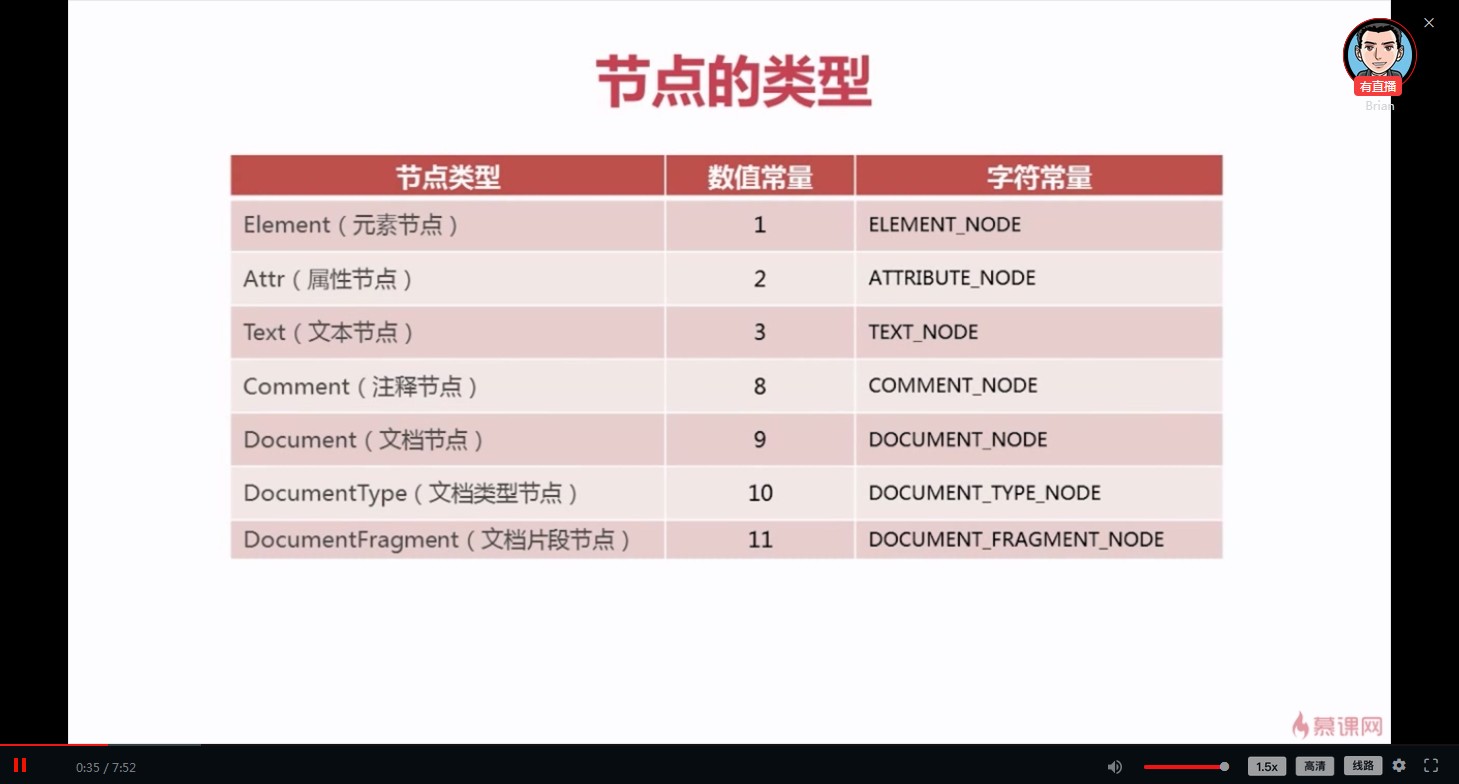 节点的类型
有直播
Brian
节点类型 数值常量 字符常量
Element（元素节点） 1 ELEMENT_NODE
Attr（属性节点） 2 ATTRIBUTE_NODE
Text（文本节点） 3 TEXT_NODE
Comment（注释节点） 8 COMMENT_NODE
Document（文档节点） 9 DOCUMENT_NODE
DocumentType（文档类型节点） 10 DOCUMENT_TYPE_NODE
DocumentFragment（文档片段节点） 11 DOCUMENT_FRAGMENT_NODE
慕课网
0:35 / 7:52 1.5x 高清 线路